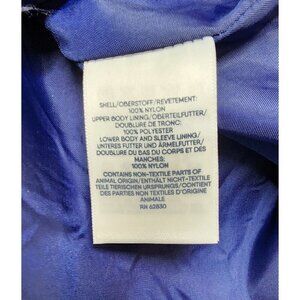 SHELL/OBERSTOFF/REVETEMENT:
100% NYLON
UPPER BODY LINING/OBERTEILFUTTER/
DOUBLURE DE TRONC:
100% POLYESTER
LOWER BODY AND SLEEVE LINING/
UNTERES FUTTER UND ÄRMELFUTTER/
DOUBLURE DU BAS DU CORPS ET DES
MANCHES:
100% NYLON
CONTAINS NON-TEXTILE PARTS OF
ANIMAL ORIGIN/ENTHÄLT NICHT-TEXTILE
TEILE TIERISCHEN URSPRUNGS/CONTIENT
DES PARTIES NON TEXTILES D'ORIGINE
ANIMALE
RN 62830